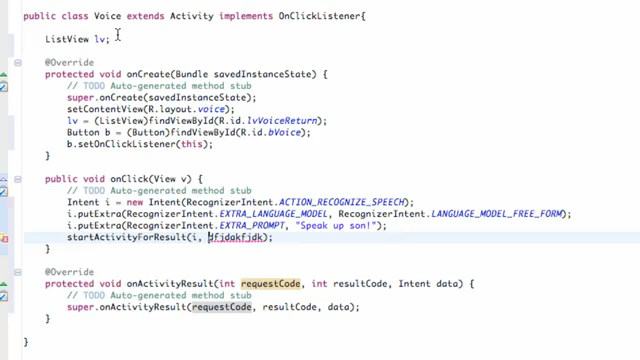 public class Voice extends Activity implements OnClickListener{
ListView lv;
@Override
protected void onCreate(Bundle savedInstanceState) {
// TODO Auto-generated method stub
super.onCreate(savedInstanceState);
setContentView(R.layout.voice);
lv = (ListView)findViewById(R.id.lvVoiceReturn);
Button b = (Button)findViewById(R.id.bVoice);
b.setOnClickListener(this);
}
public void onClick(View v) {
// TODO Auto-generated method stub
Intent i = new Intent(RecognizerIntent.ACTION_RECOGNIZE_SPEECH);
i.putExtra(RecognizerIntent.EXTRA_LANGUAGE_MODEL, RecognizerIntent.LANGUAGE_MODEL_FREE_FORM);
i.putExtra(RecognizerIntent.EXTRA_PROMPT, "Speak up son!");
startActivityForResult(i, dfjdakfjdk);
}
@Override
protected void onActivityResult(int requestCode, int resultCode, Intent data) {
// TODO Auto-generated method stub
super.onActivityResult(requestCode, resultCode, data);
}
}